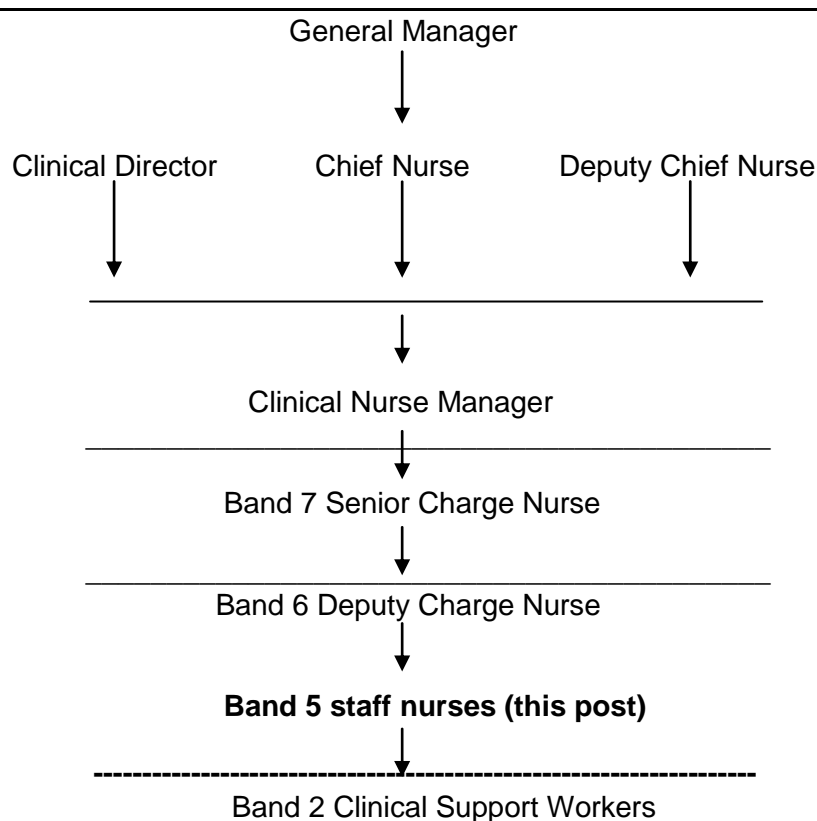 General Manager
Clinical Director Chief Nurse Deputy Chief Nurse
Clinical Nurse Manager
Band 7 Senior Charge Nurse
Band 6 Deputy Charge Nurse
Band 5 staff nurses (this post)
Band 2 Clinical Support Workers